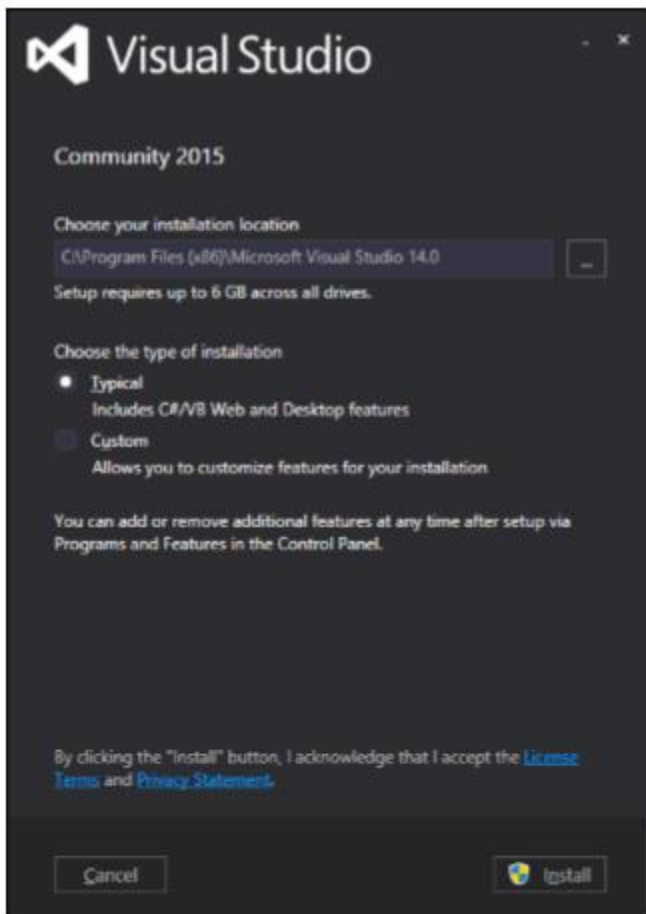 Visual Studio
Community 2015
Choose your installation location
C:\Program Files (x86)\Microsoft Visual Studio 14.0
...
Setup requires up to 6 GB across all drives.
Choose the type of installation
Typical
Includes C#/VB Web and Desktop features
Custom
Allows you to customize features for your installation
You can add or remove additional features at any time after setup via
Programs and Features in the Control Panel.
By clicking the "Install" button, I acknowledge that I accept the License
Terms and Privacy Statement.
Cancel
Install